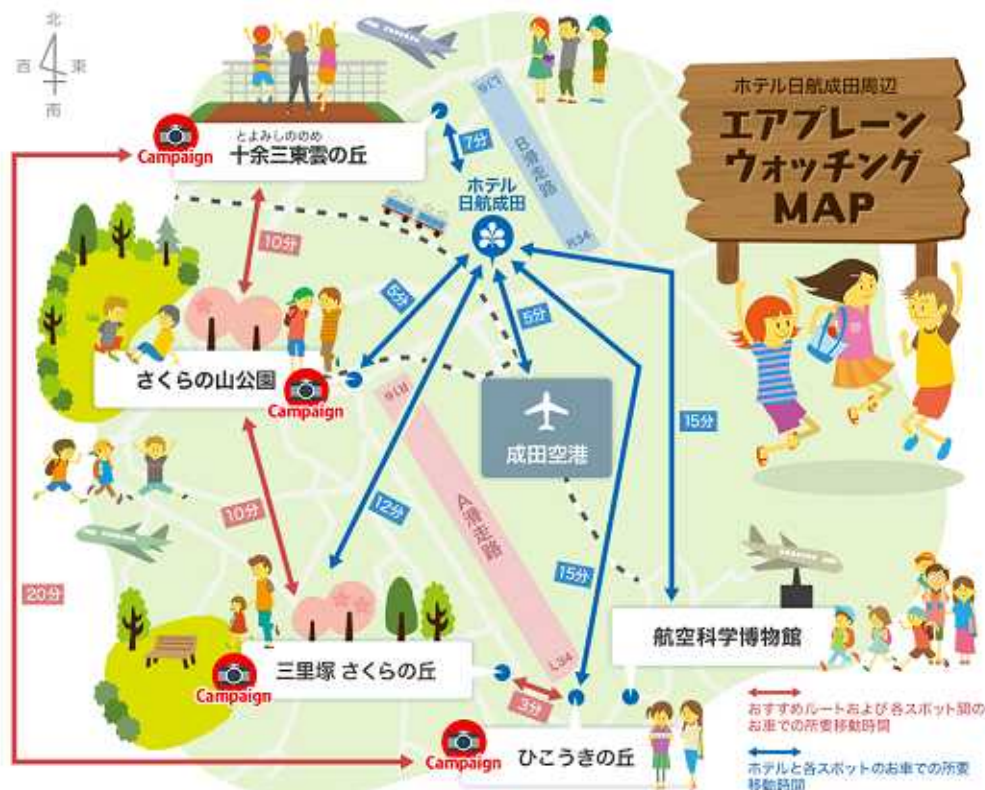 北
西 東
南
ホテル日航成田周辺
エアプレーン
ウォッチング
MAP
Campaign
とよみしののめ
十余三東雲の丘
7分
L16
B滑走路
R34
ホテル
日航成田
10分
5分
5分
さくらの山公園
Campaign
R16
成田空港
15分
10分
12分
A滑走路
20分
15分
航空科学博物館
L34
Campaign
三里塚 さくらの丘
3分
Campaign
ひこうきの丘
おすすめルートおよび各スポット間の
お車での所要移動時間
ホテルと各スポットのお車での所要
移動時間